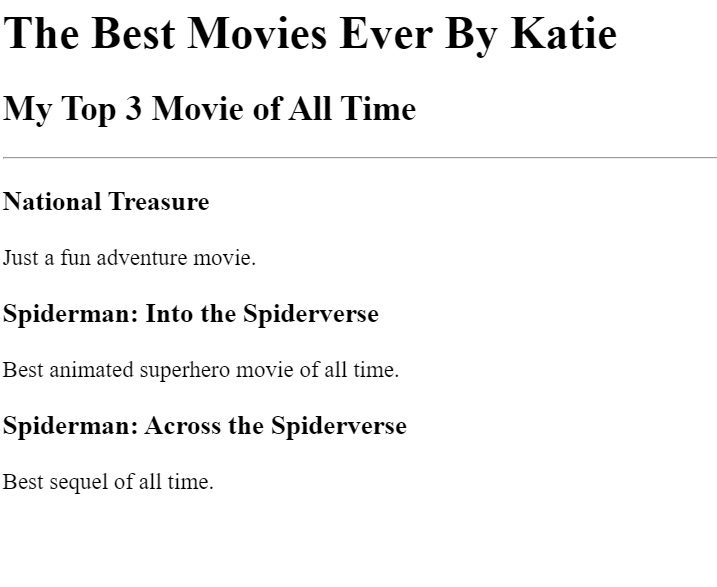 The Best Movies Ever By Katie
My Top 3 Movie of All Time
National Treasure
Just a fun adventure movie.
Spiderman: Into the Spiderverse
Best animated superhero movie of all time.
Spiderman: Across the Spiderverse
Best sequel of all time.